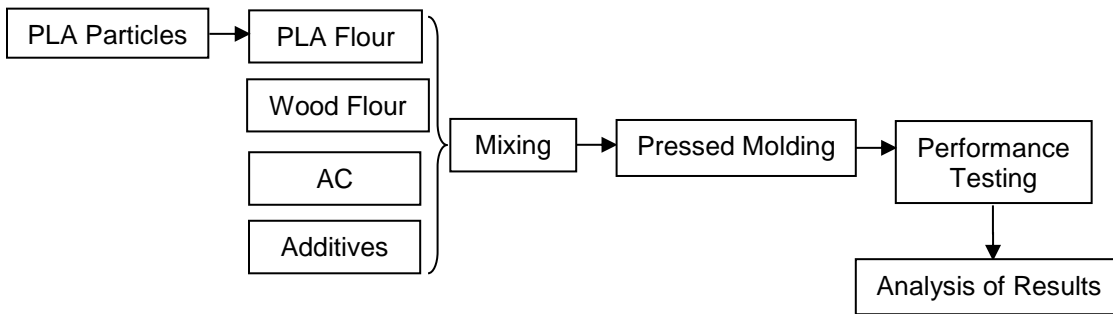 PLA Particles
PLA Flour
Wood Flour
AC
Additives
Mixing
Pressed Molding
Performance
Testing
Analysis of Results